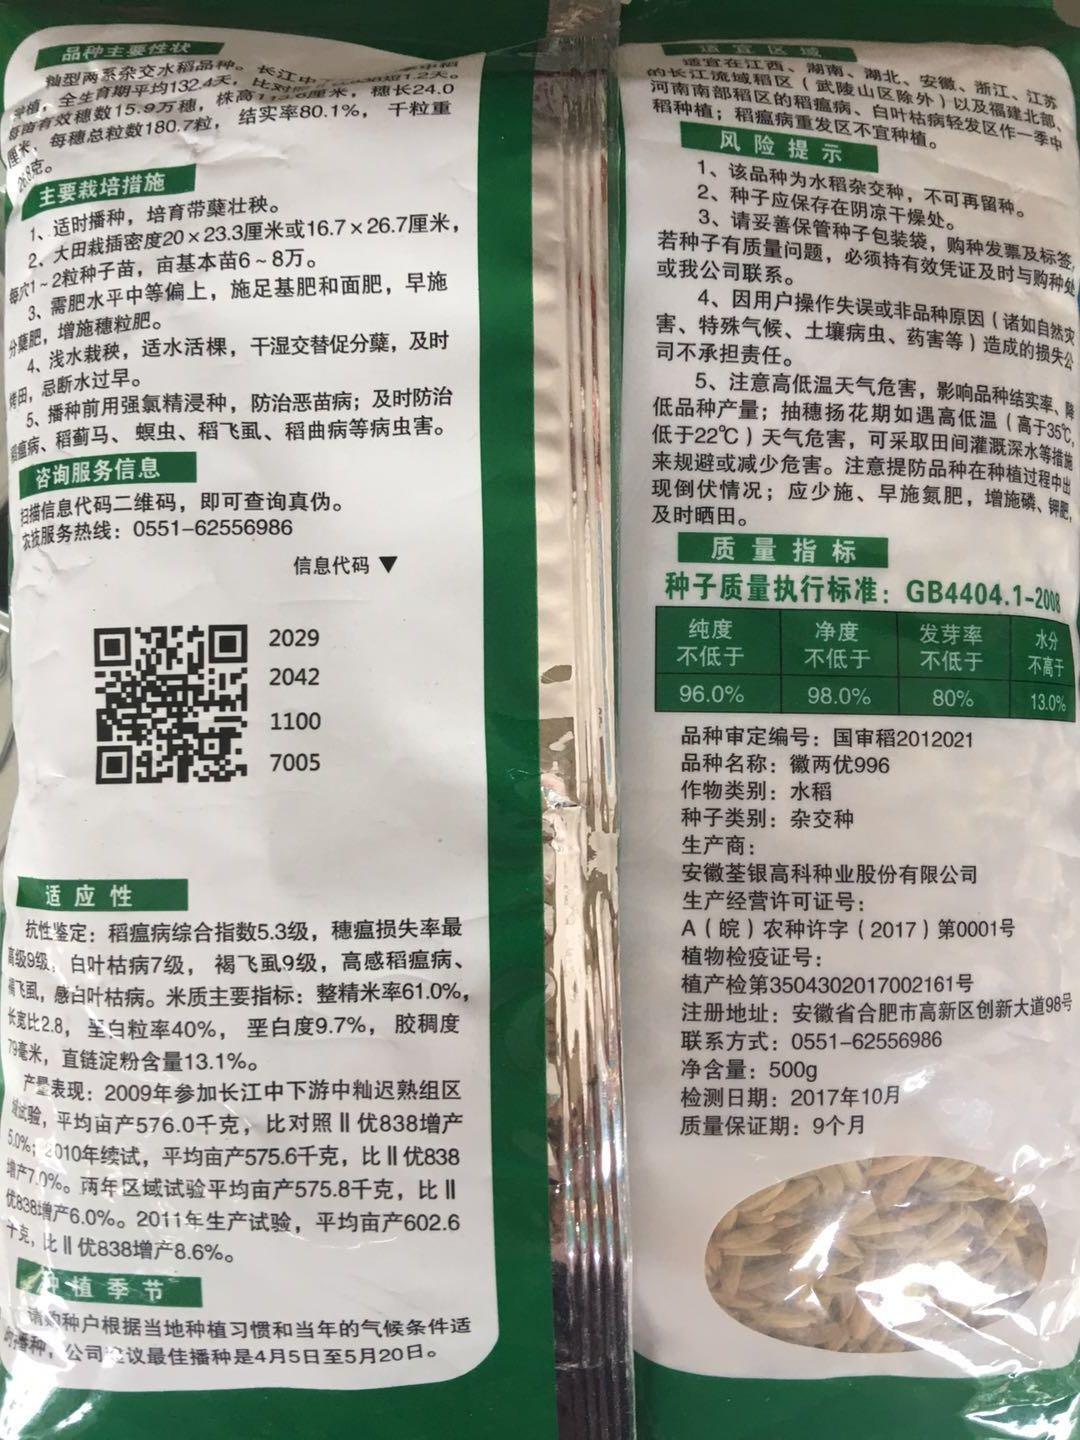 品种主要性状
籼型两系杂交水稻品种。长江中
种植，全生育期平均132.4天，比对照 838短1.2天。
每亩有效穗数15.9万穗，株高 厘米，穗长24.0
厘米，每穗总粒数180.7粒，结实率80.1%，千粒重
克。
主要栽培措施
1、适时播种，培育带蘖壮秧。
2、大田栽插密度20×23.3厘米或16.7×26.7厘米，
每穴1～2粒种子苗，亩基本苗6～8万。
3、需肥水平中等偏上，施足基肥和面肥，早施
分蘖肥，增施穗粒肥。
4、浅水栽秧，适水活棵，干湿交替促分蘖，及时
烤田，忌断水过早。
5、播种前用强氯精浸种，防治恶苗病；及时防治
稻瘟病、稻蓟马、螟虫、稻飞虱、稻曲病等病虫害。
咨询服务信息
扫描信息代码二维码，即可查询真伪。
农技服务热线：0551-62556986
信息代码▼
2029
2042
1100
7005
适应性
抗性鉴定：稻瘟病综合指数5.3级，穗瘟损失率最
高级9级，白叶枯病7级，褐飞虱9级，高感稻瘟病、
褐飞虱，感白叶枯病。米质主要指标：整精米率61.0%，
长宽比2.8，垩白粒率40%，垩白度9.7%，胶稠度
79毫米，直链淀粉含量13.1%。
产量表现：2009年参加长江中下游中籼迟熟组区
域试验，平均亩产576.0千克，比对照Ⅱ优838增产
5.0%；2010年续试，平均亩产575.6千克，比Ⅱ优838
增产7.0%。两年区域试验平均亩产575.8千克，比Ⅱ
优838增产6.0%。2011年生产试验，平均亩产602.6
千克，比Ⅱ优838增产8.6%。
种植季节
请购种户根据当地种植习惯和当年的气候条件适
时播种，公司建议最佳播种是4月5日至5月20日。
适宜区域
适宜在江西、湖南、湖北、安徽、浙江、江苏
的长江流域稻区（武陵山区除外）以及福建北部、
河南南部稻区的稻瘟病、白叶枯病轻发区作一季中
稻种植；稻瘟病重发区不宜种植。
风险提示
1、该品种为水稻杂交种，不可再留种。
2、种子应保存在阴凉干燥处。
3、请妥善保管种子包装袋，购种发票及标签，
若种子有质量问题，必须持有效凭证及时与购种处
或我公司联系。
4、因用户操作失误或非品种原因（诸如自然灾
害、特殊气候、土壤病虫、药害等）造成的损失公
司不承担责任。
5、注意高低温天气危害，影响品种结实率、降
低品种产量；抽穗扬花期如遇高低温（高于35℃，
低于22℃）天气危害，可采取田间灌溉深水等措施
来规避或减少危害。注意提防品种在种植过程中出
现倒伏情况；应少施、早施氮肥，增施磷、钾肥，
及时晒田。
质量指标
种子质量执行标准：GB4404.1-2008
纯度 净度 发芽率 水分
不低于 不低于 不低于 不高于
96.0% 98.0% 80% 13.0%
品种审定编号：国审稻2012021
品种名称：徽两优996
作物类别：水稻
种子类别：杂交种
生产商：
安徽荃银高科种业股份有限公司
生产经营许可证号：
A（皖）农种许字（2017）第0001号
植物检疫证号：
植产检第3504302017002161号
注册地址：安徽省合肥市高新区创新大道98号
联系方式：0551-62556986
净含量：500g
检测日期：2017年10月
质量保证期：9个月